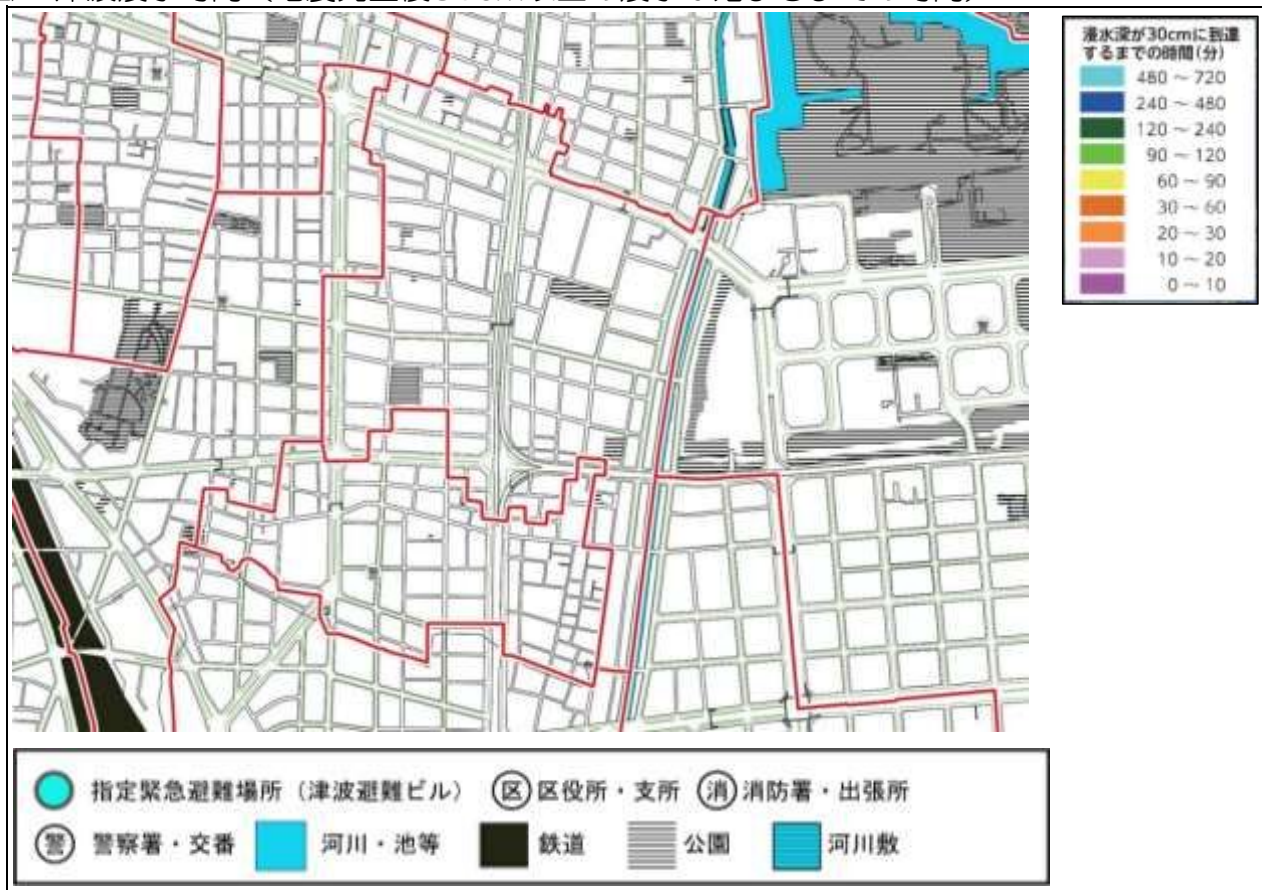 浸水深が30cmに到達
するまでの時間(分)
480 ～ 720
240 ～ 480
120 ～ 240
90 ～ 120
60 ～ 90
30 ～ 60
20 ～ 30
10 ～ 20
0 ～ 10
指定緊急避難場所（津波避難ビル） 区 区役所・支所 消 消防署・出張所
警 警察署・交番 河川・池等 鉄道 公園 河川敷